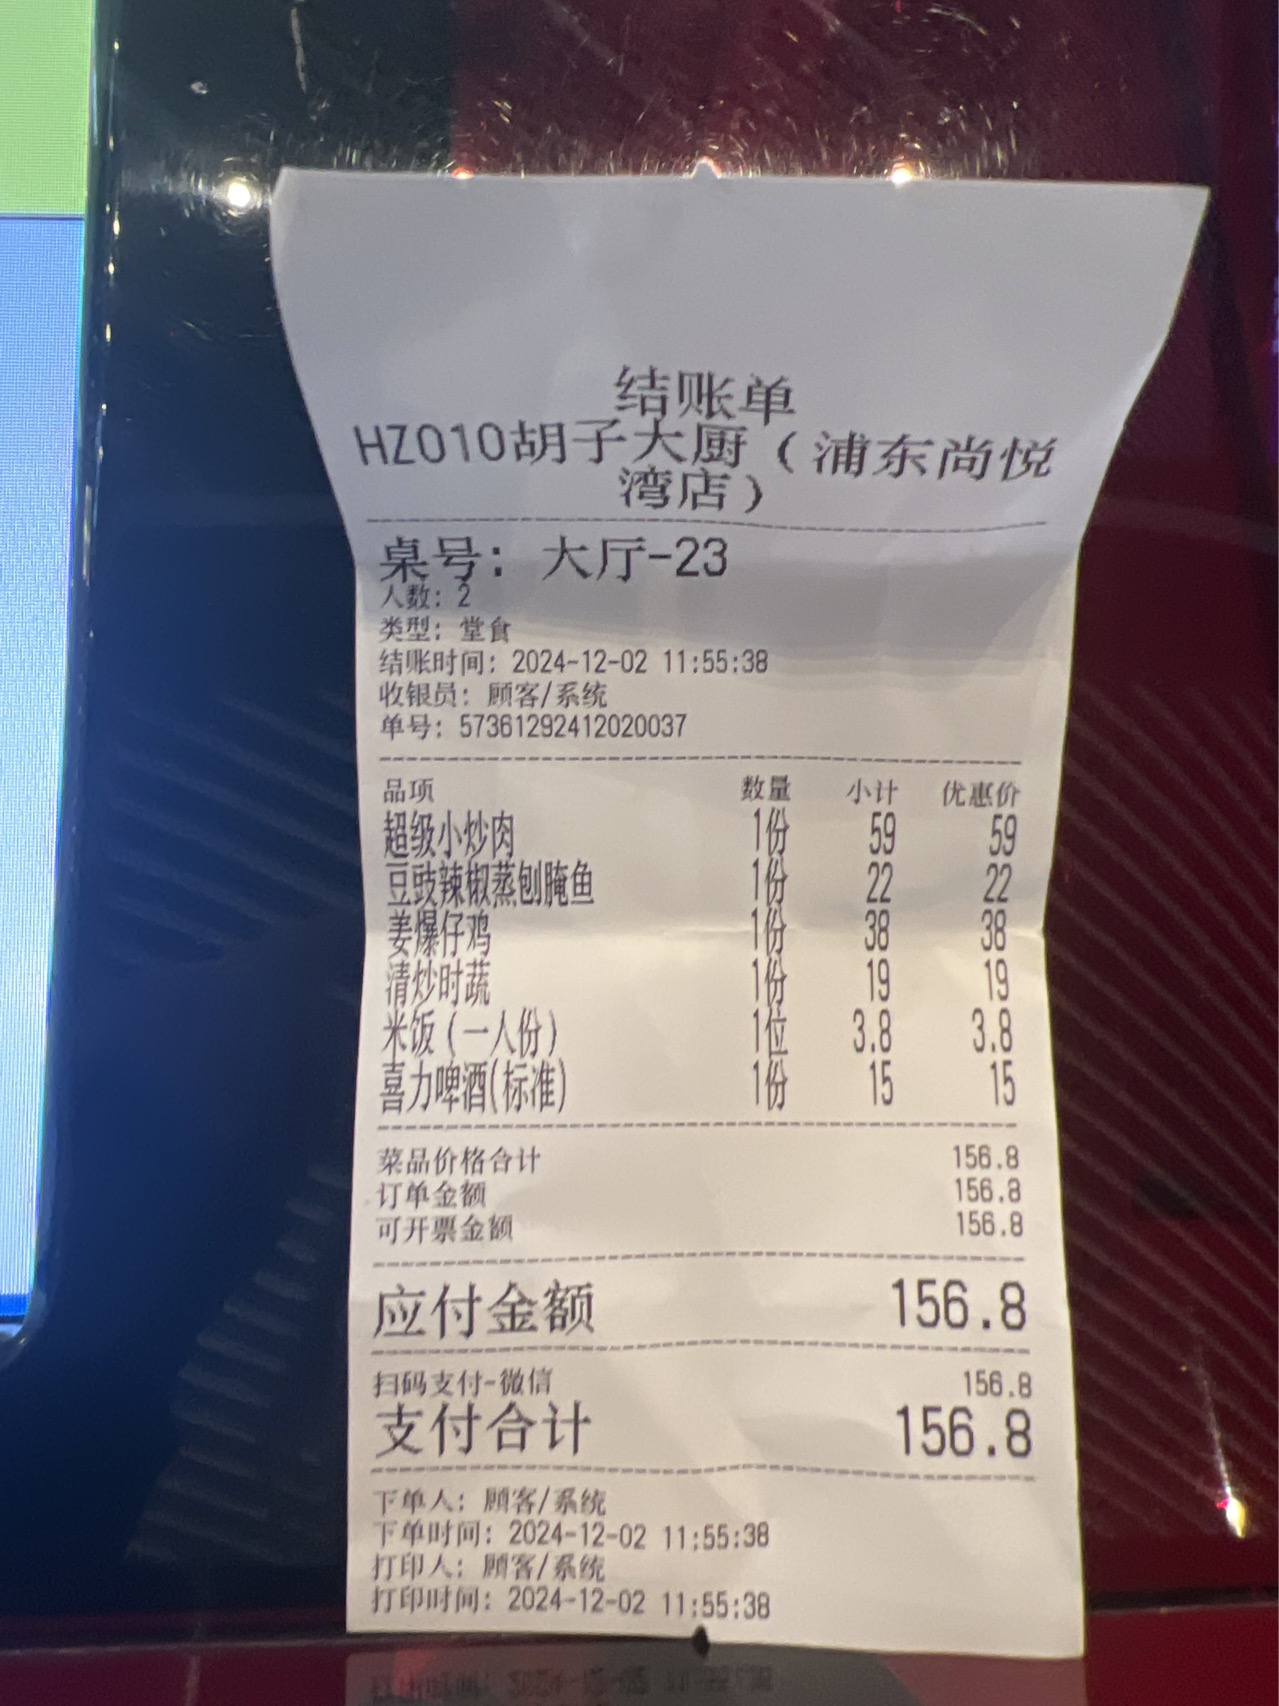 结账单
HZ010胡子大厨（浦东尚悦
湾店）
桌号：大厅-23
人数：2
类型：堂食
结账时间：2024-12-02 11:55:38
收银员：顾客/系统
单号：57361292412020037
品项 数量 小计 优惠价
超级小炒肉 1份 59 59
豆豉辣椒蒸刨腌鱼 1份 22 22
姜爆仔鸡 1份 38 38
清炒时蔬 1份 19 19
米饭（一人份） 1位 3.8 3.8
喜力啤酒(标准) 1份 15 15
菜品价格合计 156.8
订单金额 156.8
可开票金额 156.8
应付金额 156.8
扫码支付-微信 156.8
支付合计 156.8
下单人：顾客/系统
下单时间：2024-12-02 11:55:38
打印人：顾客/系统
打印时间：2024-12-02 11:55:38